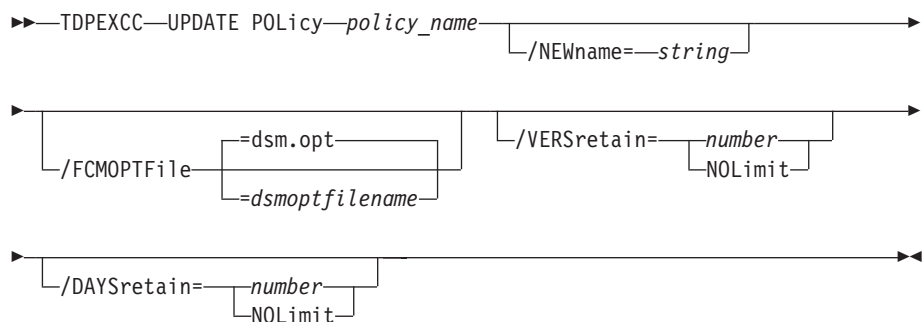 TDPEXCC UPDATE POLicy policy_name
/NEWname= string
=dsm.opt
/FCMOPTFile
=dsmoptfilename
/VERSretain= number
NOLimit
/DAYSretain= number
NOLimit